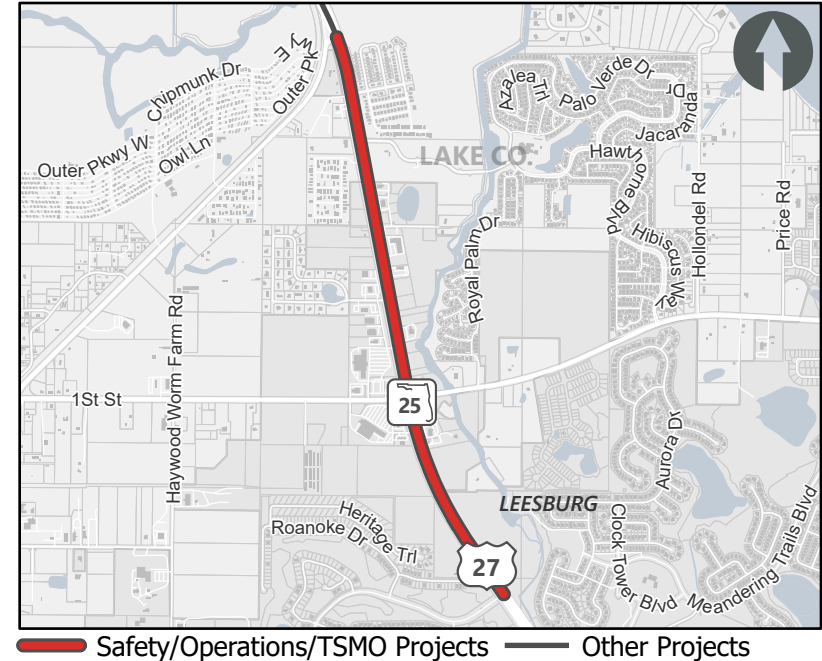 Chipmunk Dr
Outer Pkwy E
Outer Pkwy W
Owl Ln
Azalea Trl
Palo Verde Dr
Jacaranda Dr
LAKE CO.
Hawthorne Blvd
Royal Palm Dr
Hibiscus Way
Hollondel Rd
Price Rd
Haywood Worm Farm Rd
1St St
25
Aurora Dr
LEESBURG
Heritage Trl
Roanoke Dr
Clock Tower Blvd
Meandering Trails Blvd
27
Safety/Operations/TSMO Projects
Other Projects